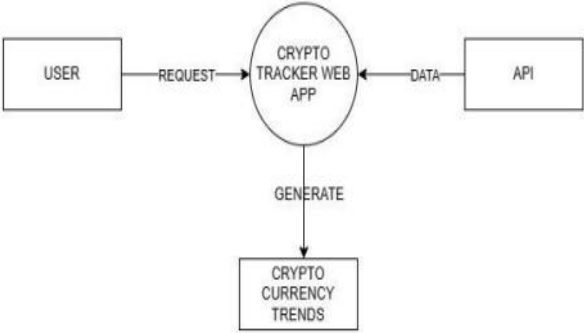 CRYPTO
TRACKER WEB
APP
USER
REQUEST
DATA
API
GENERATE
CRYPTO
CURRENCY
TRENDS